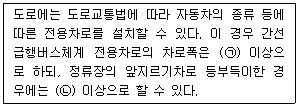 도로에는 도로교통법에 따라 자동차의 종류 등에
따른 전용차로를 설치할 수 있다. 이 경우 간선
급행버스체계 전용차로의 차로폭은 (㉠) 이상으
로 하되, 정류장의 앞지르기차로 등부득이한 경
우에는 (㉡) 이상으로 할 수 있다.